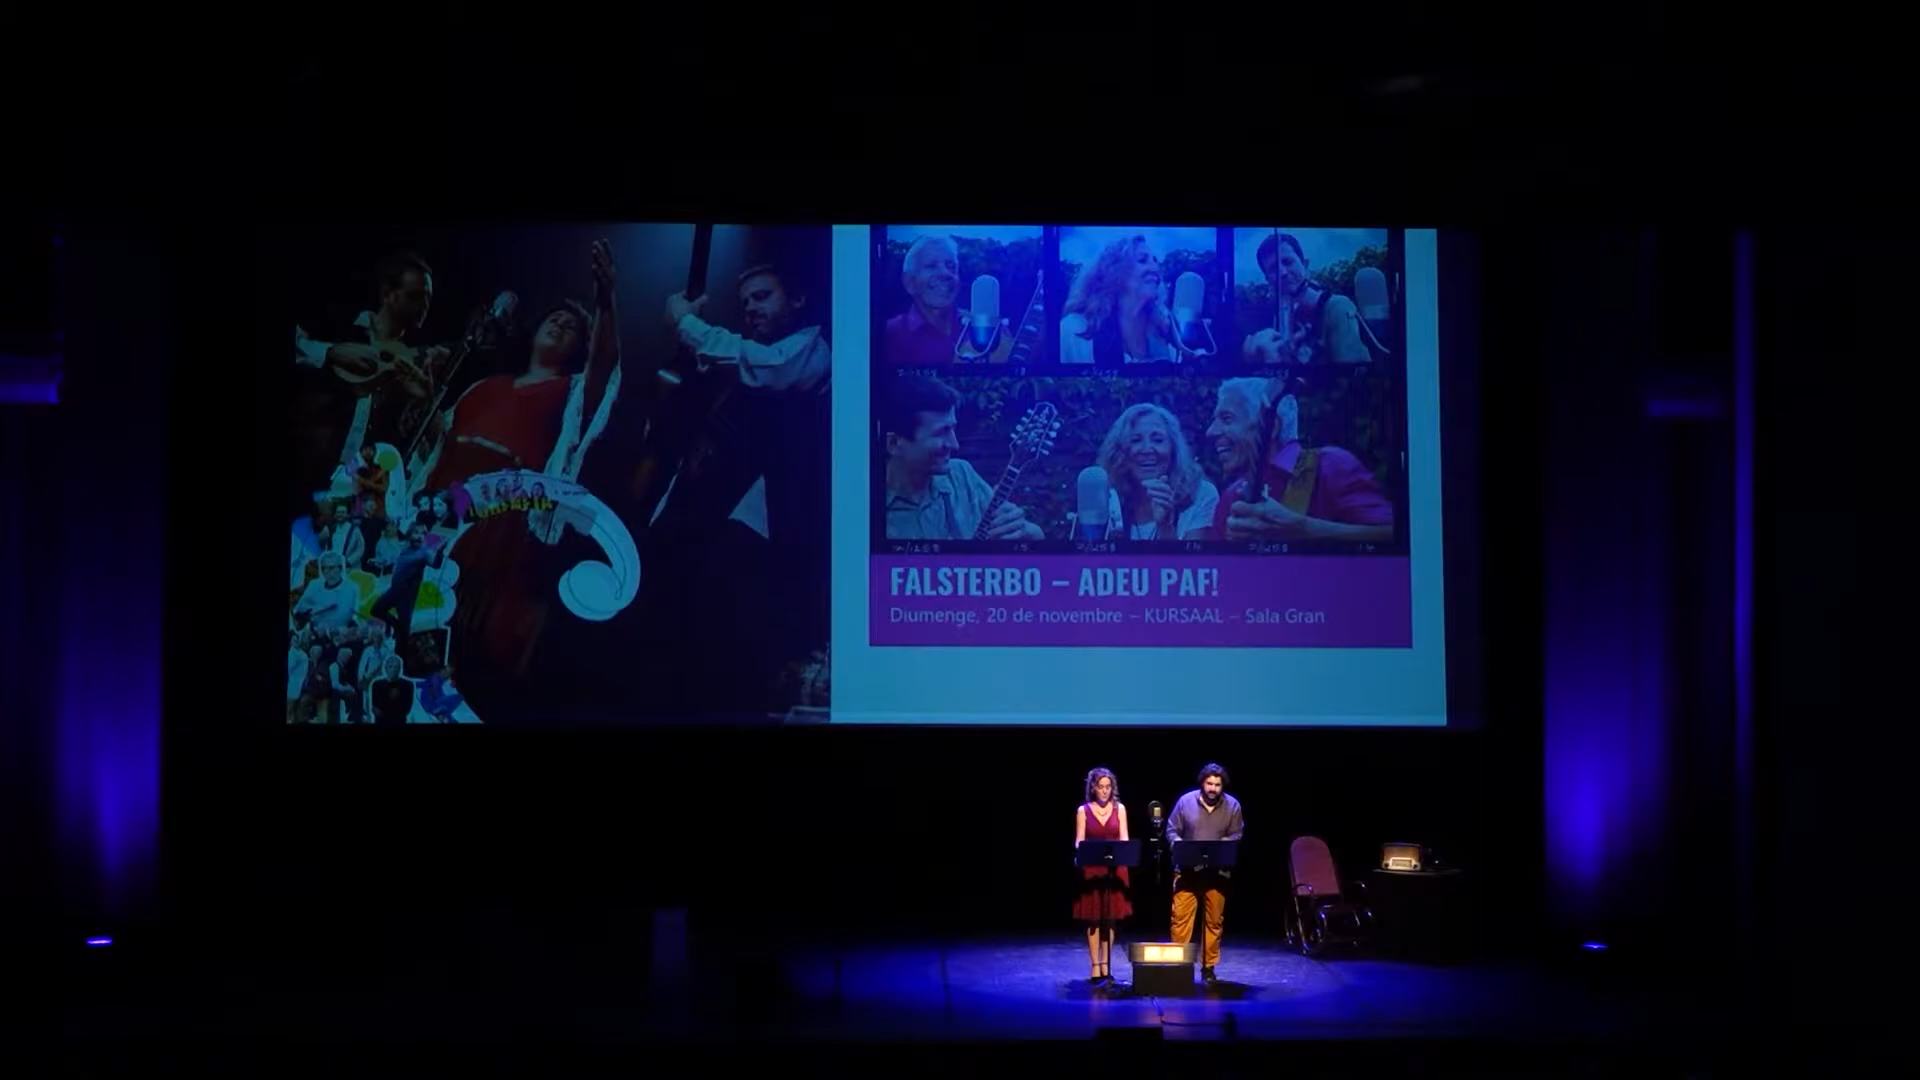 FALSTERBO – ADEU PAF!
Diumenge, 20 de novembre – KURSAAL – Sala Gran